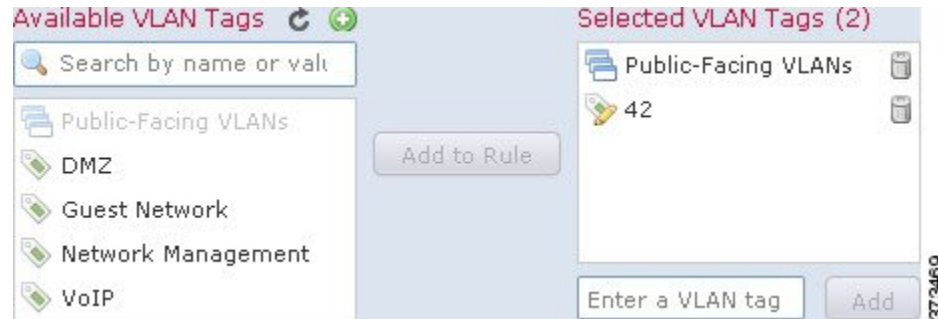 Available VLAN Tags
Search by name or valu
Public-Facing VLANs
DMZ
Guest Network
Network Management
VoIP
Add to Rule
Selected VLAN Tags (2)
Public-Facing VLANs
42
Enter a VLAN tag
Add
373469